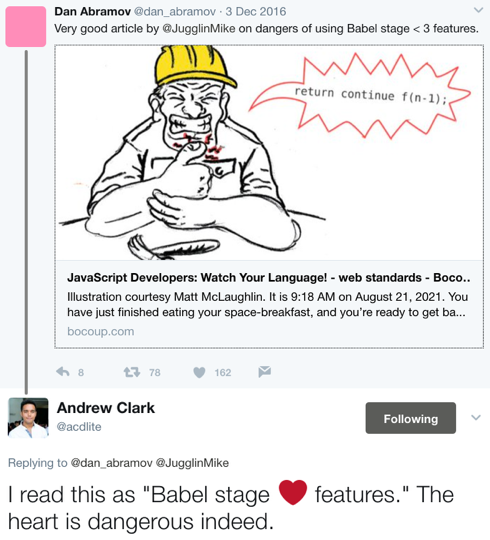 Dan Abramov @dan_abramov · 3 Dec 2016
Very good article by @JugglinMike on dangers of using Babel stage < 3 features.
return continue f(n-1);
JavaScript Developers: Watch Your Language! - web standards - Boco..
Illustration courtesy Matt McLaughlin. It is 9:18 AM on August 21, 2021. You
have just finished eating your space-breakfast, and you're ready to get ba...
bocoup.com
8 78 162
Andrew Clark
@acdlite
Following
Replying to @dan_abramov @JugglinMike
I read this as "Babel stage ❤ features." The
heart is dangerous indeed.